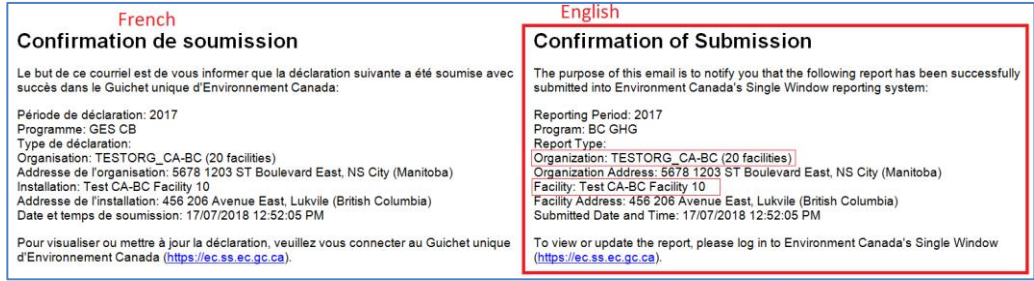 French
Confirmation de soumission
Le but de ce courriel est de vous informer que la déclaration suivante a été soumise avec
succès dans le Guichet unique d'Environnement Canada:
Période de déclaration: 2017
Programme: GES CB
Type de déclaration:
Organisation: TESTORG_CA-BC (20 facilities)
Addresse de l'organisation: 5678 1203 ST Boulevard East, NS City (Manitoba)
Installation: Test CA-BC Facility 10
Addresse de l'installation: 456 206 Avenue East, Lukville (British Columbia)
Date et temps de soumission: 17/07/2018 12:52:05 PM
Pour visualiser ou mettre à jour la déclaration, veuillez vous connecter au Guichet unique
d'Environnement Canada (https://ec.ss.ec.gc.ca).
English
Confirmation of Submission
The purpose of this email is to notify you that the following report has been successfully
submitted into Environment Canada's Single Window reporting system:
Reporting Period: 2017
Program: BC GHG
Report Type:
Organization: TESTORG_CA-BC (20 facilities)
Organization Address: 5678 1203 ST Boulevard East, NS City (Manitoba)
Facility: Test CA-BC Facility 10
Facility Address: 456 206 Avenue East, Lukville (British Columbia)
Submitted Date and Time: 17/07/2018 12:52:05 PM
To view or update the report, please log in to Environment Canada's Single Window
(https://ec.ss.ec.gc.ca).